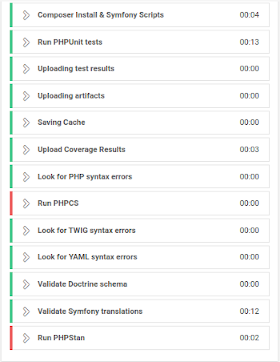 Composer Install & Symfony Scripts 00:04
Run PHPUnit tests 00:13
Uploading test results 00:00
Uploading artifacts 00:00
Saving Cache 00:00
Upload Coverage Results 00:03
Look for PHP syntax errors 00:00
Run PHPCS 00:00
Look for TWIG syntax errors 00:00
Look for YAML syntax errors 00:00
Validate Doctrine schema 00:00
Validate Symfony translations 00:12
Run PHPStan 00:02